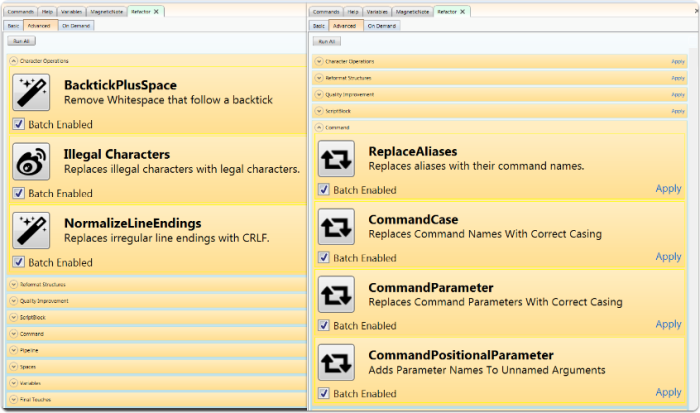 Commands Help Variables MagneticNote Refactor X
Basic Advanced On Demand
Run All
Character Operations
BacktickPlusSpace
Remove Whitespace that follow a backtick
Batch Enabled
Illegal Characters
Replaces illegal characters with legal characters.
Batch Enabled
NormalizeLineEndings
Replaces irregular line endings with CRLF.
Batch Enabled
Reformat Structures
Quality Improvement
ScriptBlock
Command
Pipeline
Spaces
Variables
Final Touches
Commands Help Variables MagneticNote Refactor X
Basic Advanced On Demand
Run All
Character Operations Apply
Reformat Structures Apply
Quality Improvement Apply
ScriptBlock Apply
Command
ReplaceAliases
Replaces aliases with their command names.
Batch Enabled Apply
CommandCase
Replaces Command Names With Correct Casing
Batch Enabled Apply
CommandParameter
Replaces Command Parameters With Correct Casing
Batch Enabled Apply
CommandPositionalParameter
Adds Parameter Names To Unnamed Arguments
Batch Enabled Apply